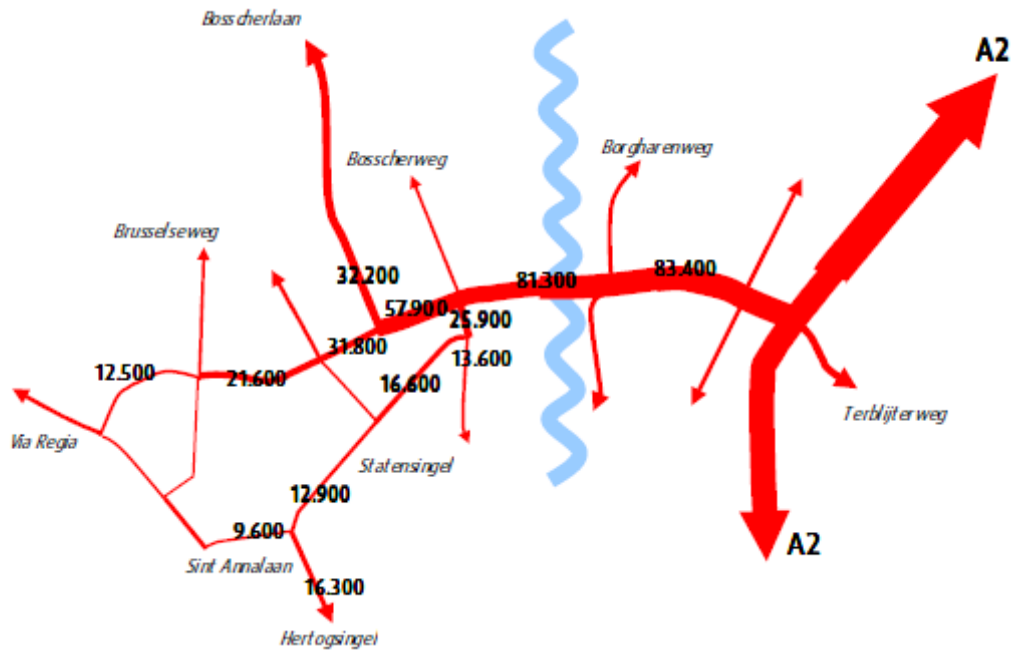 Bosscherlaan
A2
Bosscherweg
Borgharenweg
Brusselseweg
32.200
83.400
81.300
57.900
25.900
31.800
13.600
12.500
21.600
16.600
Terblijterweg
Via Regia
Statensingel
12.900
9.600
A2
Sint Annalaan
16.300
Hertogsingel